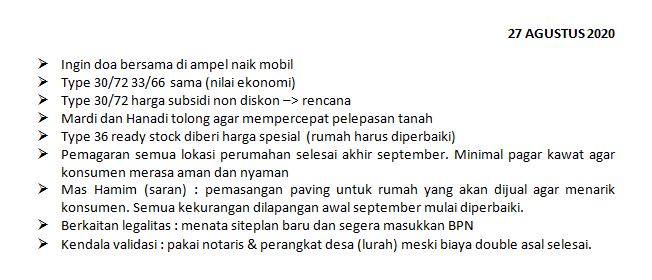 27 AGUSTUS 2020
➢ Ingin doa bersama di ampel naik mobil
➢ Type 30/72 33/66 sama (nilai ekonomi)
➢ Type 30/72 harga subsidi non diskon –> rencana
➢ Mardi dan Hanadi tolong agar mempercepat pelepasan tanah
➢ Type 36 ready stock diberi harga spesial (rumah harus diperbaiki)
➢ Pemagaran semua lokasi perumahan selesai akhir september. Minimal pagar kawat agar
konsumen merasa aman dan nyaman
➢ Mas Hamim (saran) : pemasangan paving untuk rumah yang akan dijual agar menarik
konsumen. Semua kekurangan dilapangan awal september mulai diperbaiki.
➢ Berkaitan legalitas : menata siteplan baru dan segera masukkan BPN
➢ Kendala validasi : pakai notaris & perangkat desa (lurah) meski biaya double asal selesai.